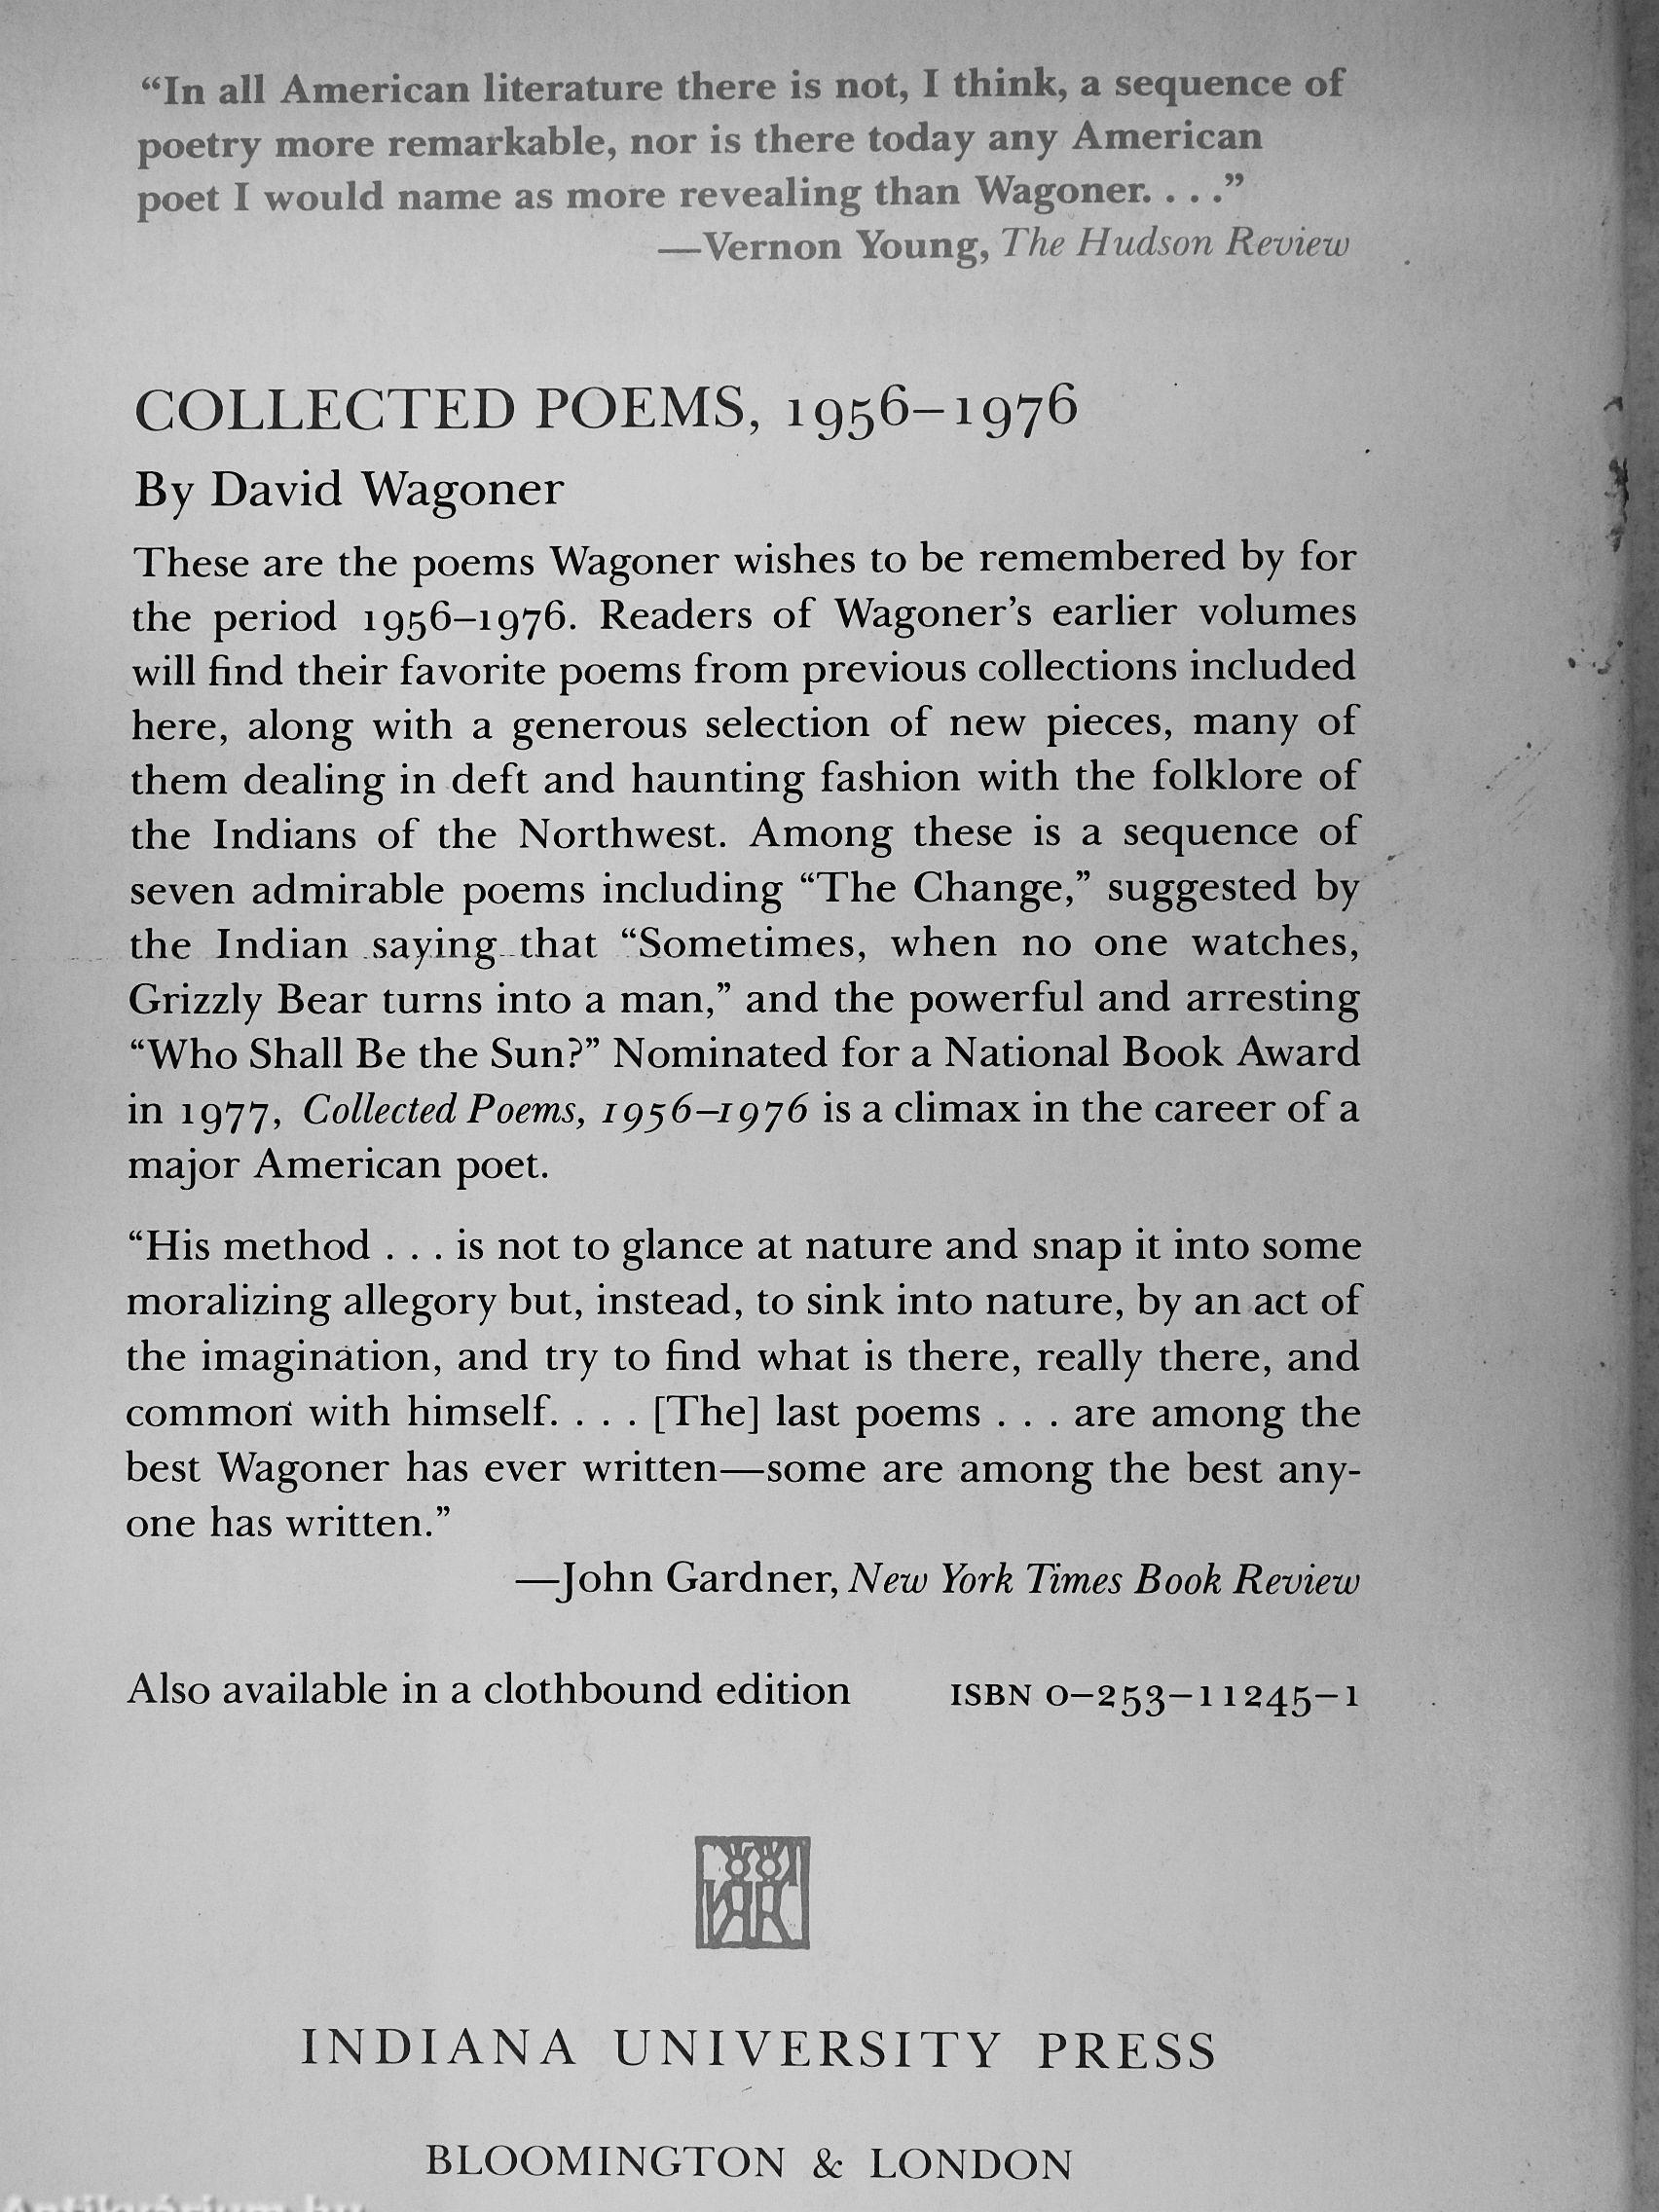 “In all American literature there is not, I think, a sequence of
poetry more remarkable, nor is there today any American
poet I would name as more revealing than Wagoner. . . .”
—Vernon Young, The Hudson Review
COLLECTED POEMS, 1956–1976
By David Wagoner
These are the poems Wagoner wishes to be remembered by for
the period 1956–1976. Readers of Wagoner’s earlier volumes
will find their favorite poems from previous collections included
here, along with a generous selection of new pieces, many of
them dealing in deft and haunting fashion with the folklore of
the Indians of the Northwest. Among these is a sequence of
seven admirable poems including “The Change,” suggested by
the Indian saying that “Sometimes, when no one watches,
Grizzly Bear turns into a man,” and the powerful and arresting
“Who Shall Be the Sun?” Nominated for a National Book Award
in 1977, Collected Poems, 1956–1976 is a climax in the career of a
major American poet.
“His method . . . is not to glance at nature and snap it into some
moralizing allegory but, instead, to sink into nature, by an act of
the imagination, and try to find what is there, really there, and
common with himself. . . . [The] last poems . . . are among the
best Wagoner has ever written—some are among the best any-
one has written.”
—John Gardner, New York Times Book Review
Also available in a clothbound edition ISBN 0–253–11245–1
INDIANA UNIVERSITY PRESS
BLOOMINGTON & LONDON
Antikvárium.hu